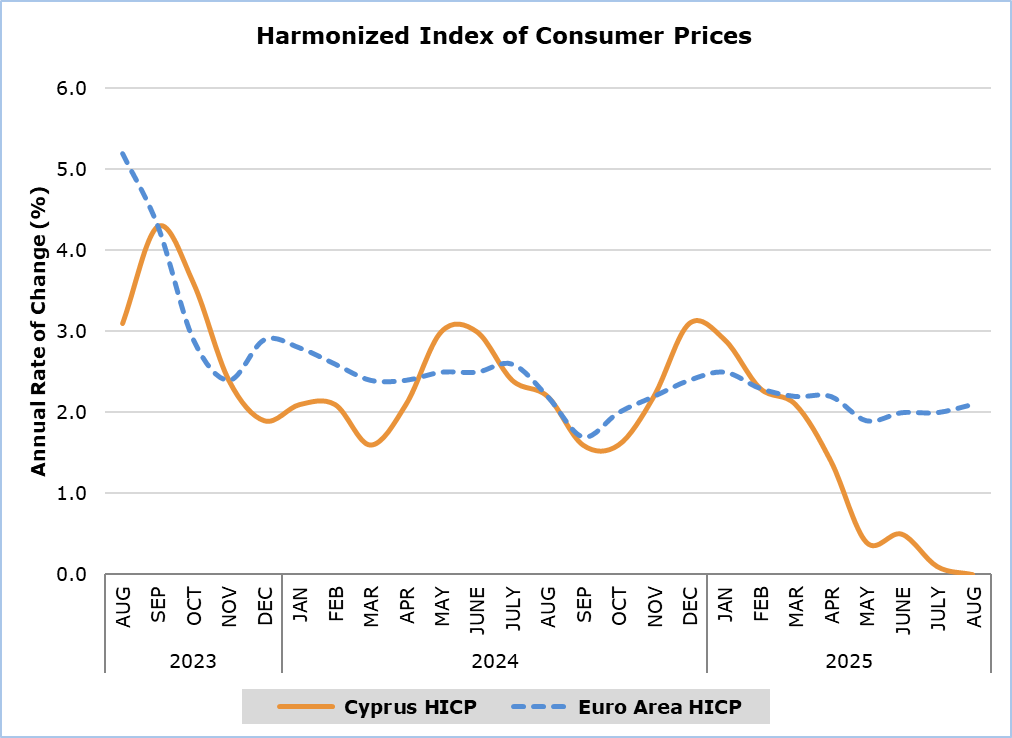 Harmonized Index of Consumer Prices
Annual Rate of Change (%)
6.0
5.0
4.0
3.0
2.0
1.0
0.0
AUG SEP OCT NOV DEC JAN FEB MAR APR MAY JUNE JULY AUG SEP OCT NOV DEC JAN FEB MAR APR MAY JUNE JULY AUG
2023 2024 2025
Cyprus HICP Euro Area HICP